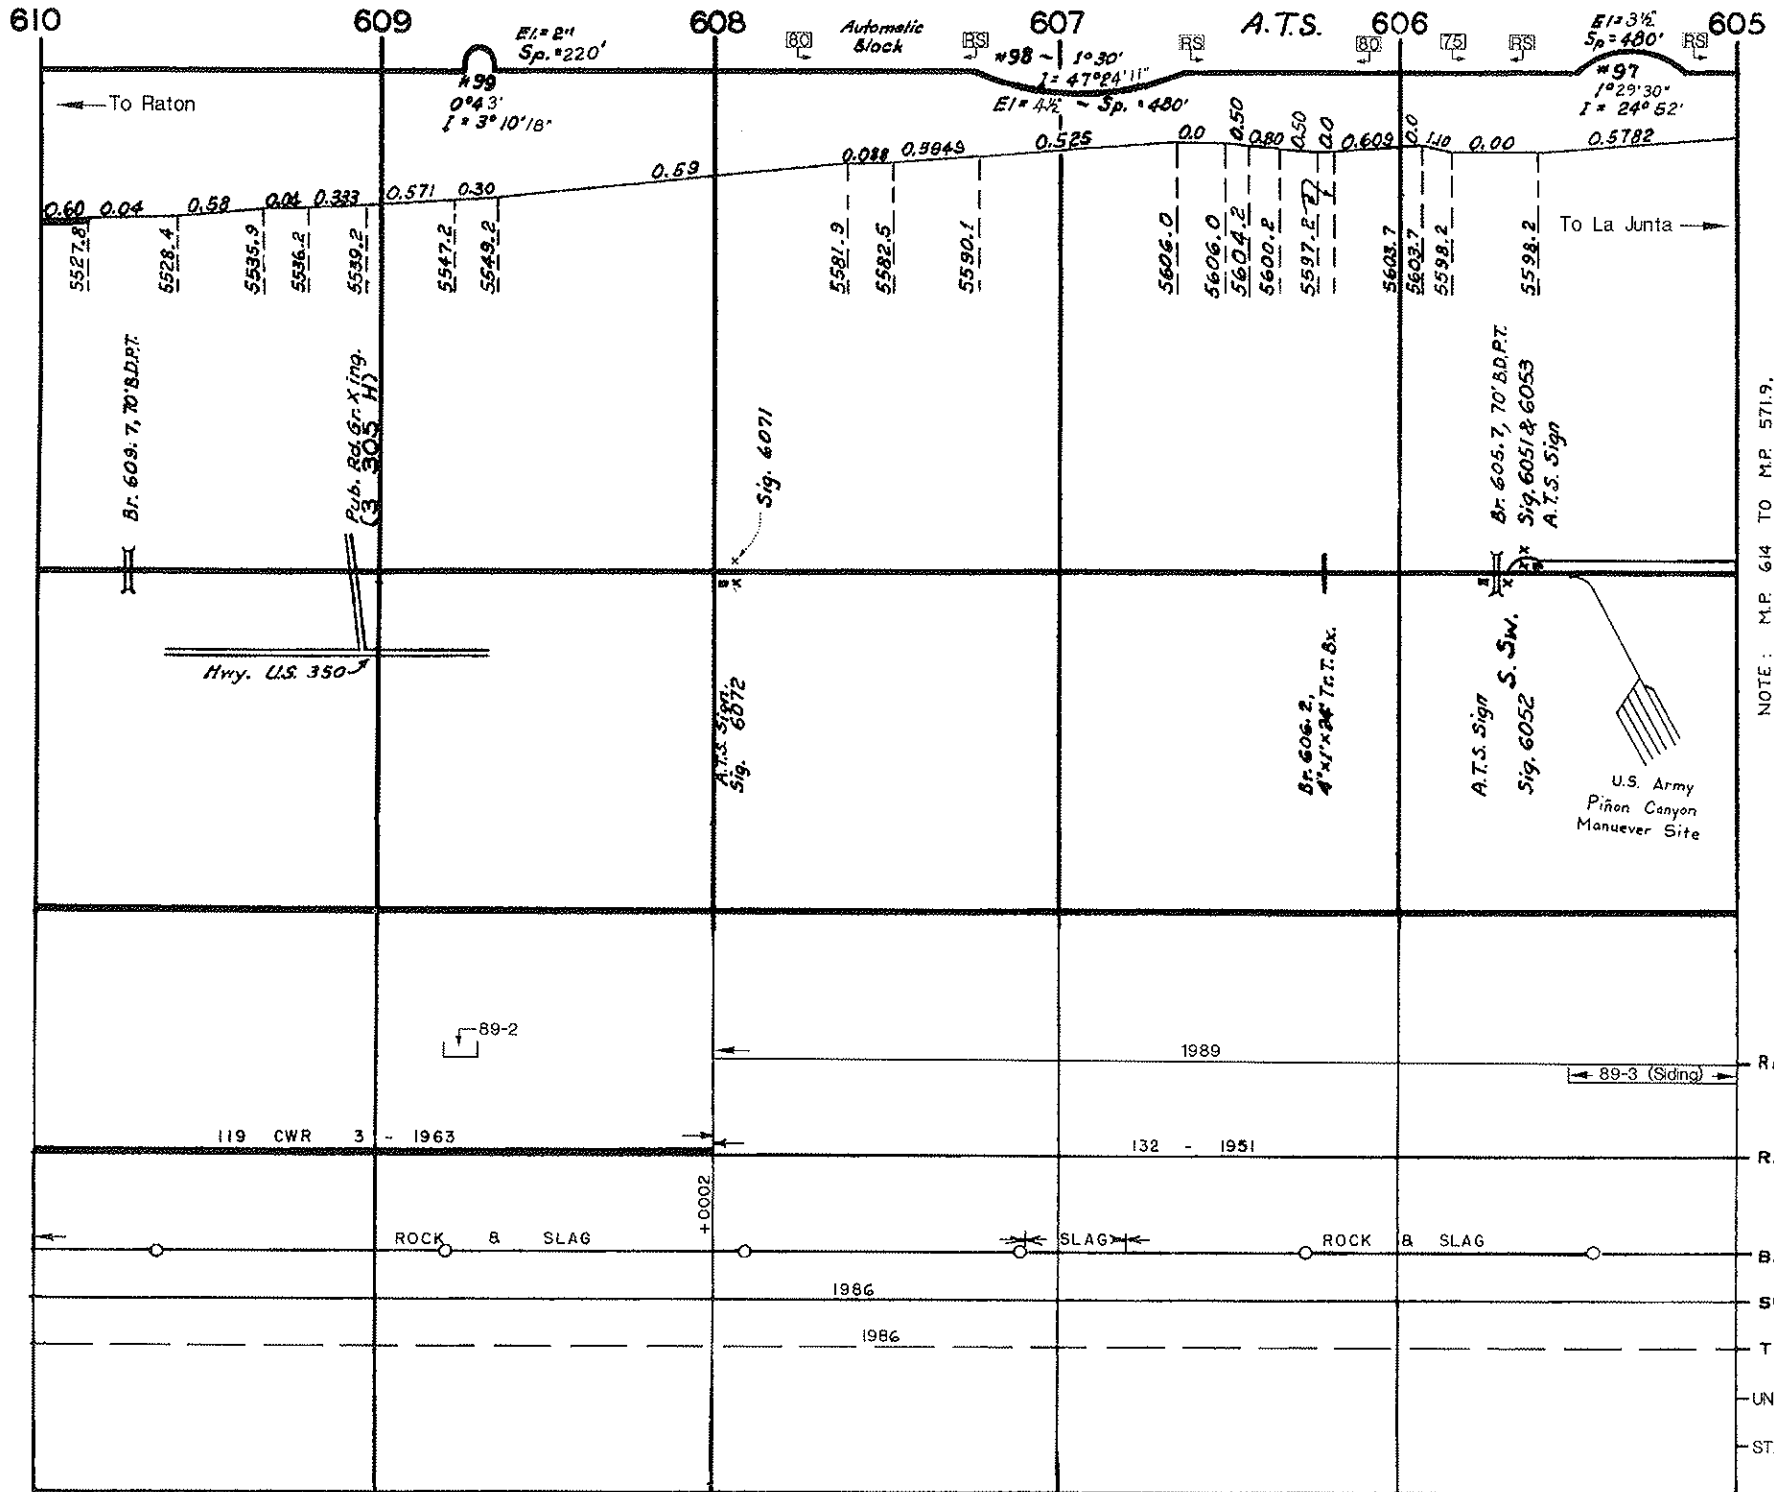 610
609
608
607
606
605
El. = 2"
Sp. = 220'
Automatic
Block
A.T.S.
El = 3½"
Sp = 480'
80
RS
RS
80
75
RS
RS
#99
0°43'
I = 3°10'18"
#98 ~ 1°30'
I = 47°24'11"
El = 4½" ~ Sp. = 480'
#97
1°29'30"
I = 24°52'
To Raton
To La Junta
0.60
0.04
0.58
0.04
0.333
0.571
0.30
0.59
0.088
0.5849
0.525
0.0
0.50
0.80
0.50
0.0
0.609
0.0
1.10
0.00
0.5782
5527.8
5528.4
5535.9
5536.2
5539.2
5547.2
5549.2
5581.9
5582.5
5590.1
5606.0
5606.0
5604.2
5600.2
5597.2
5603.7
5603.7
5598.2
5598.2
Br. 609.7, 70' B.D.P.T.
Pub. Rd. Gr. Xing.
(3 305 H)
Sig. 6071
Br. 605.7, 70' B.D.P.T.
Sig. 6051 & 6053
A.T.S. Sign
Hwy. U.S. 350
A.T.S. Sign.
Sig. 6072
Br. 606.2,
4'x1'x24' Tr. T. Bx.
A.T.S. Sign
S. Sw.
Sig. 6052
U.S. Army
Piñon Canyon
Manuever Site
NOTE: M.P. 614 TO M.P. 571.9,
89-2
1989
89-3 (Siding)
119 CWR 3 - 1963
132 - 1951
+0002
ROCK & SLAG
SLAG
ROCK & SLAG
1986
1986
R
B
T
UN
ST